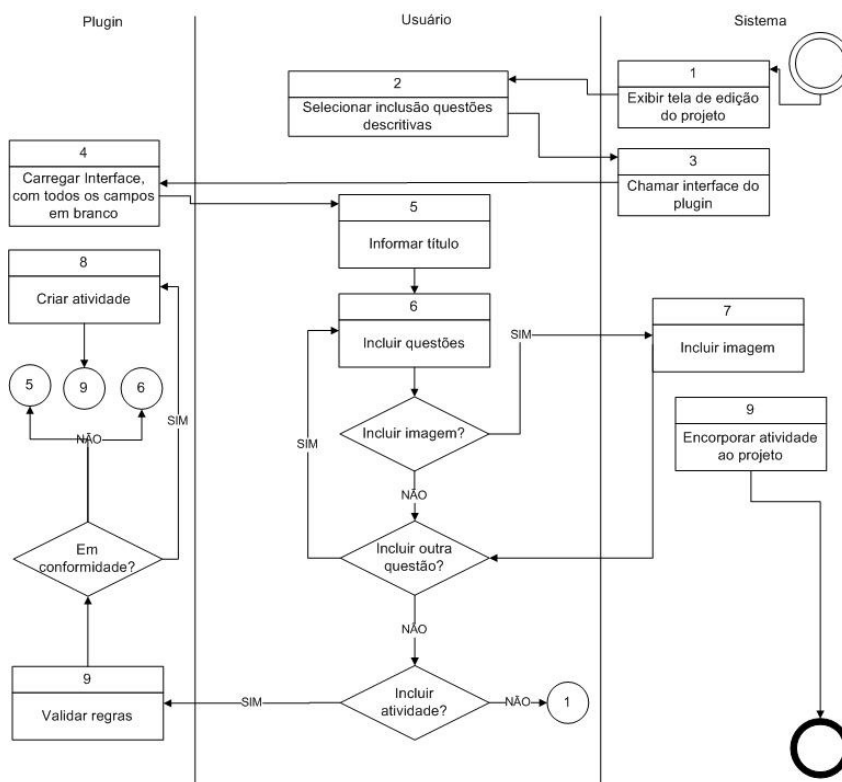 Plugin
Usuário
Sistema
1
Exibir tela de edição
do projeto
2
Selecionar inclusão questões
descritivas
3
Chamar interface do
plugin
4
Carregar Interface,
com todos os campos
em branco
5
Informar título
6
Incluir questões
SIM
7
Incluir imagem
8
Criar atividade
5
9
6
SIM
NÃO
Incluir imagem?
SIM
NÃO
9
Encorporar atividade
ao projeto
Em
conformidade?
Incluir outra
questão?
NÃO
9
Validar regras
SIM
Incluir
atividade?
NÃO
1